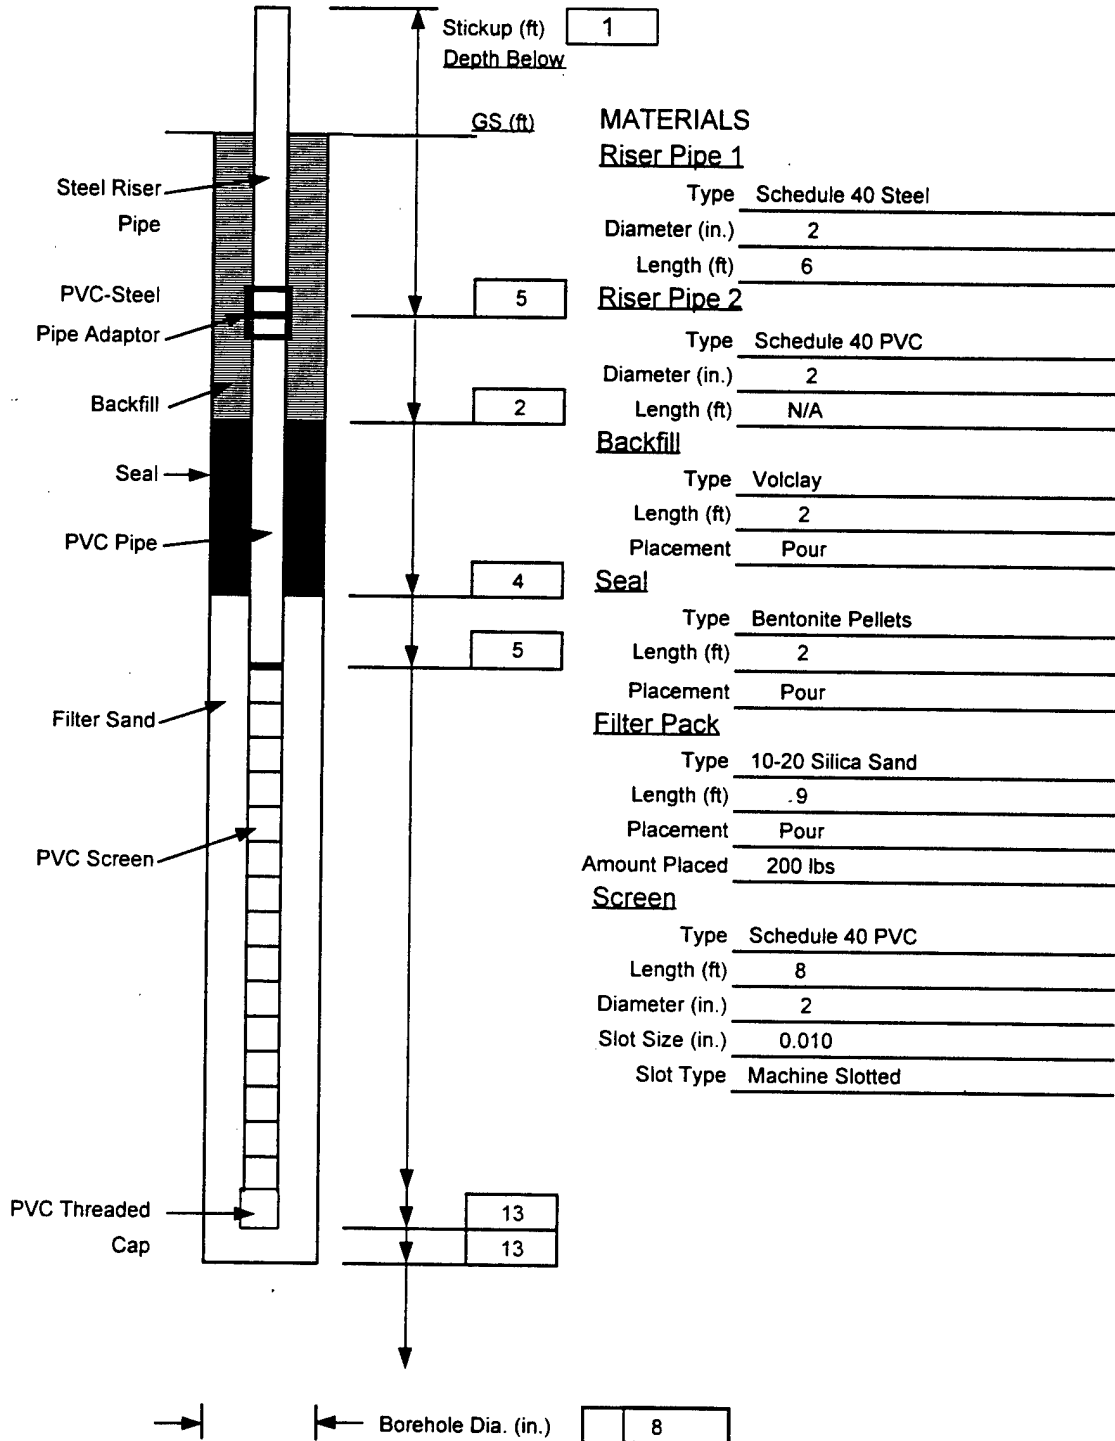 Stickup (ft) 1
Depth Below
GS (ft)
Steel Riser
Pipe
PVC-Steel
Pipe Adaptor
5
Backfill
2
Seal
PVC Pipe
4
5
Filter Sand
PVC Screen
PVC Threaded
Cap
13
13
Borehole Dia. (in.) 8
MATERIALS
Riser Pipe 1
Type Schedule 40 Steel
Diameter (in.) 2
Length (ft) 6
Riser Pipe 2
Type Schedule 40 PVC
Diameter (in.) 2
Length (ft) N/A
Backfill
Type Volclay
Length (ft) 2
Placement Pour
Seal
Type Bentonite Pellets
Length (ft) 2
Placement Pour
Filter Pack
Type 10-20 Silica Sand
Length (ft) 9
Placement Pour
Amount Placed 200 lbs
Screen
Type Schedule 40 PVC
Length (ft) 8
Diameter (in.) 2
Slot Size (in.) 0.010
Slot Type Machine Slotted